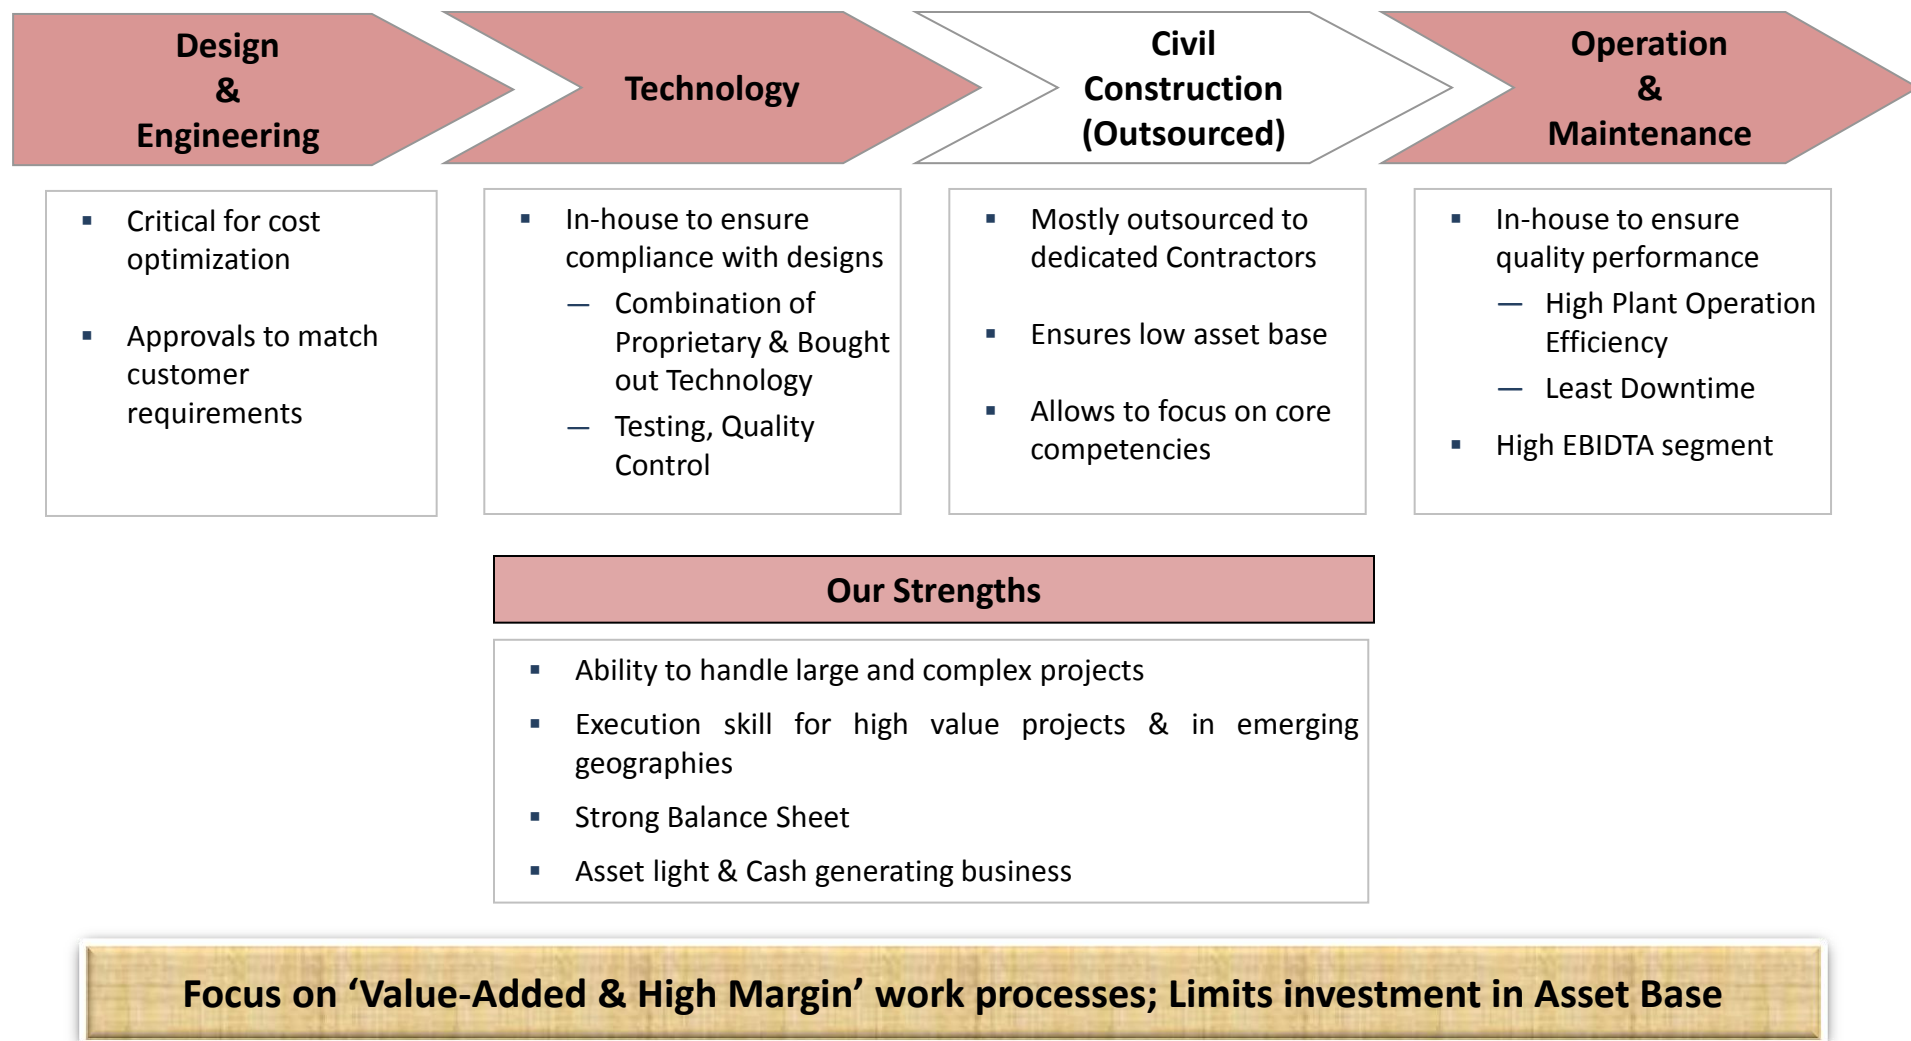 Design
&
Engineering
Technology
Civil
Construction
(Outsourced)
Operation
&
Maintenance
▪ Critical for cost
optimization
▪ Approvals to match
customer
requirements
▪ In-house to ensure
compliance with designs
— Combination of
Proprietary & Bought
out Technology
— Testing, Quality
Control
▪ Mostly outsourced to
dedicated Contractors
▪ Ensures low asset base
▪ Allows to focus on core
competencies
▪ In-house to ensure
quality performance
— High Plant Operation
Efficiency
— Least Downtime
▪ High EBIDTA segment
Our Strengths
▪ Ability to handle large and complex projects
▪ Execution skill for high value projects & in emerging
geographies
▪ Strong Balance Sheet
▪ Asset light & Cash generating business
Focus on ‘Value-Added & High Margin’ work processes; Limits investment in Asset Base